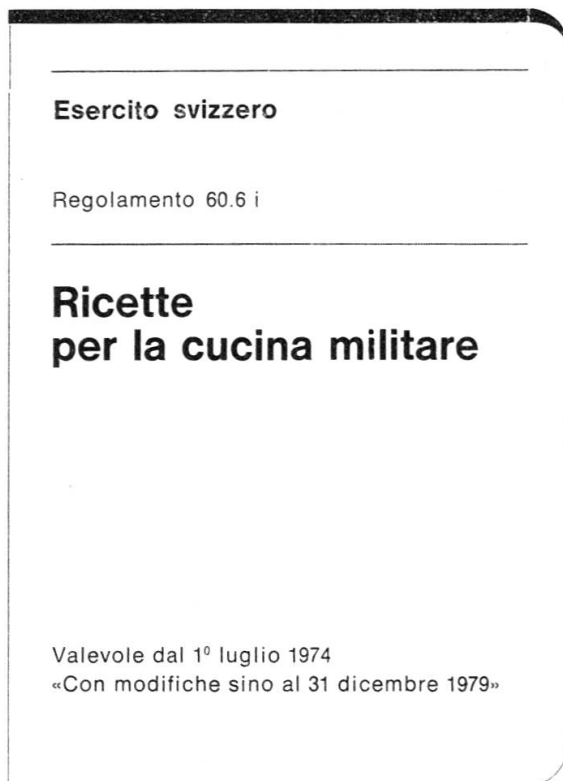 Esercito svizzero
Regolamento 60.6 i
Ricette
per la cucina militare
Valevole dal 1⁰ luglio 1974
«Con modifiche sino al 31 dicembre 1979»